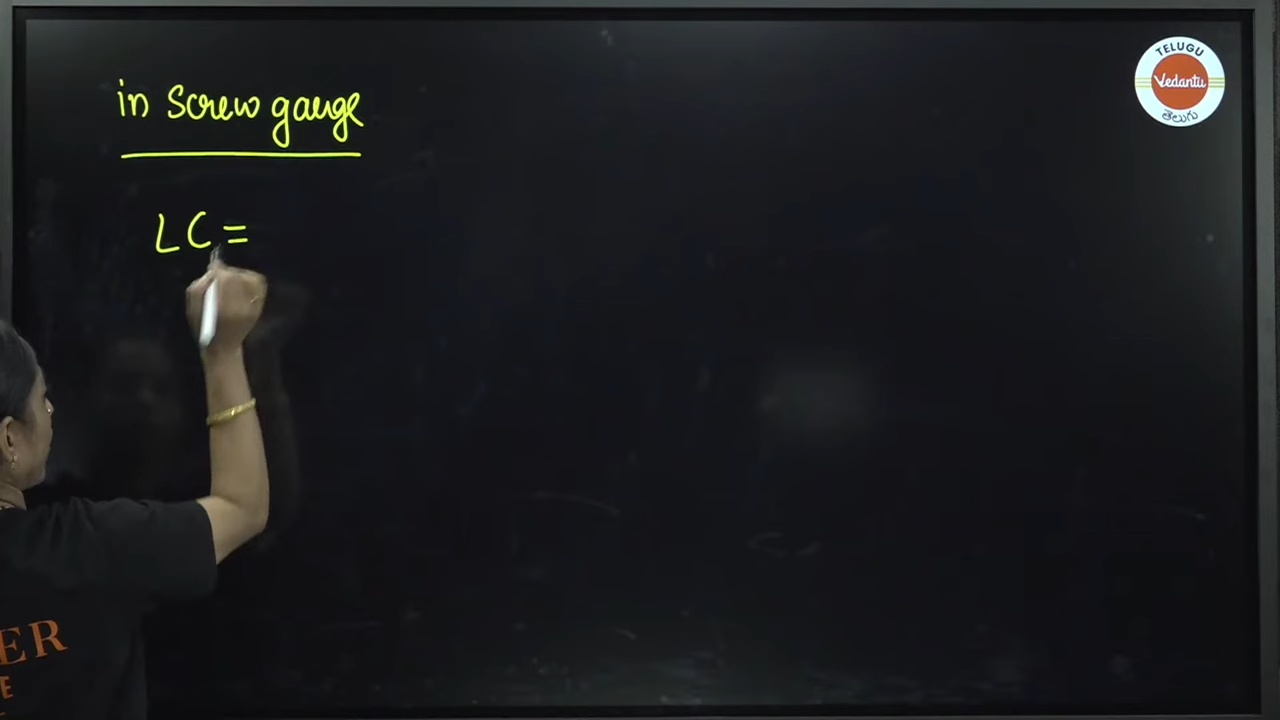 in screw gauge
LC =
TELUGU
Vedantu
తెలుగు
ER
E